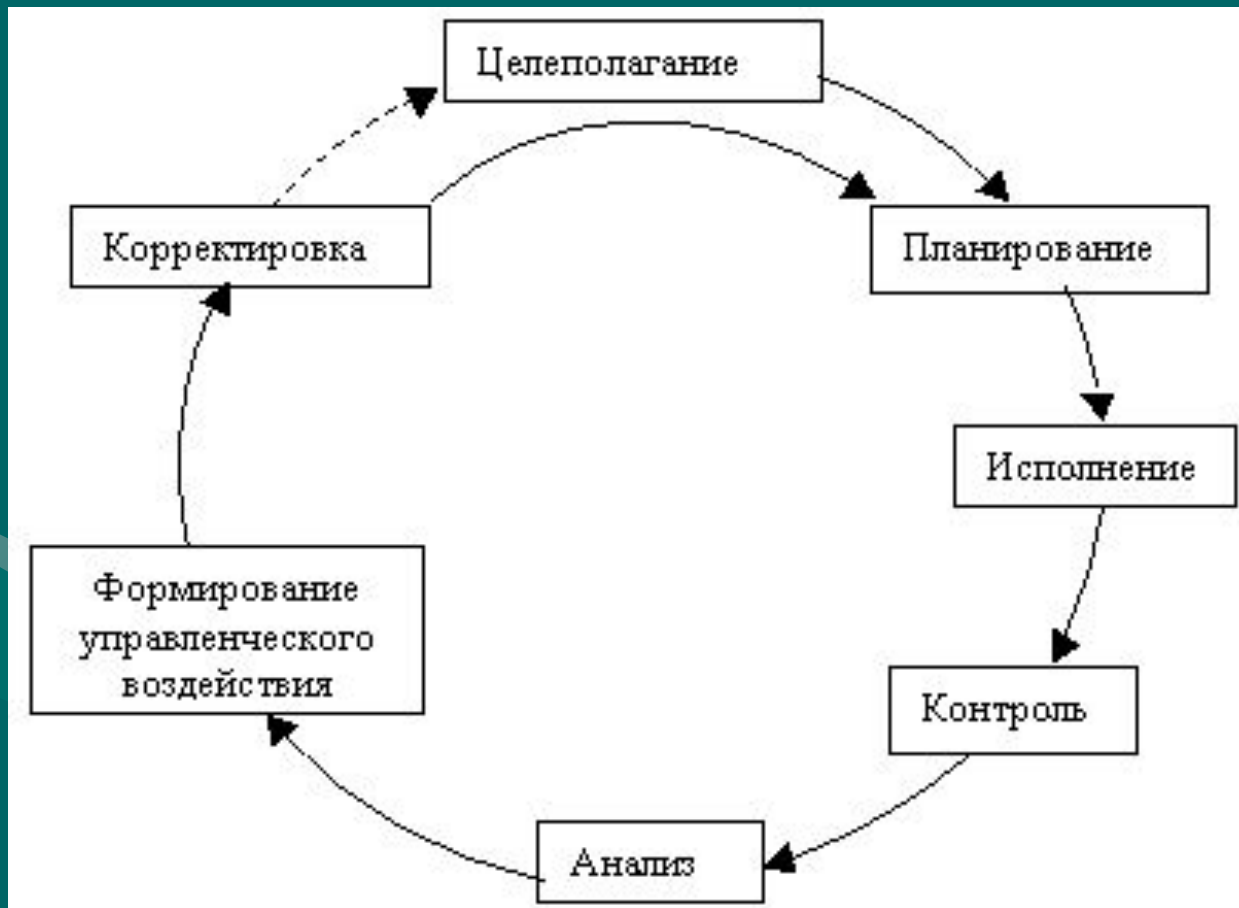 Целеполагание
Корректировка
Планирование
Исполнение
Формирование
управленческого
воздействия
Контроль
Анализ